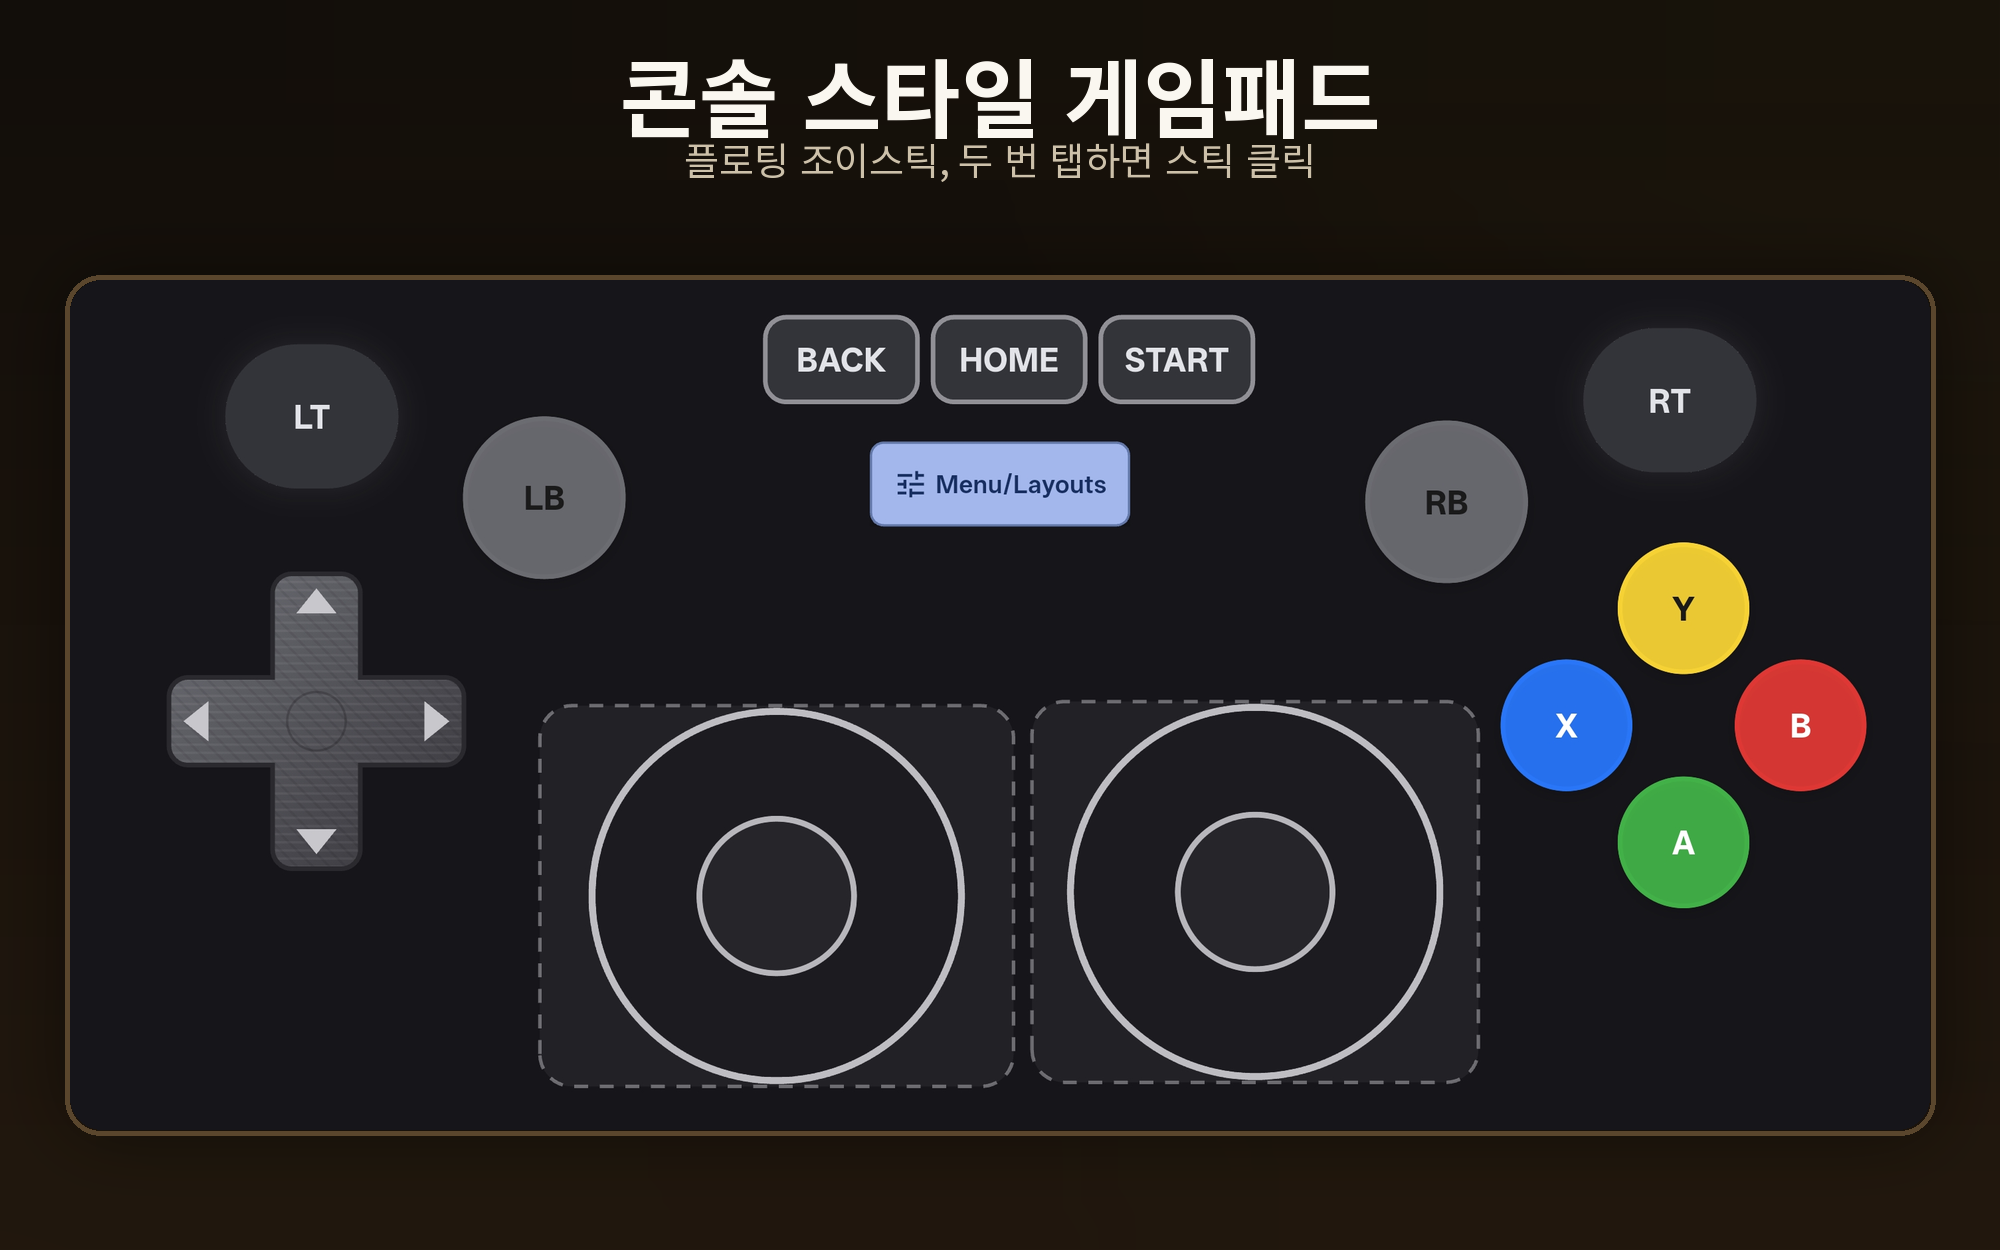 콘솔 스타일 게임패드
플로팅 조이스틱, 두 번 탭하면 스틱 클릭
BACK
HOME
START
LT
RT
LB
Menu/Layouts
RB
Y
X
B
A